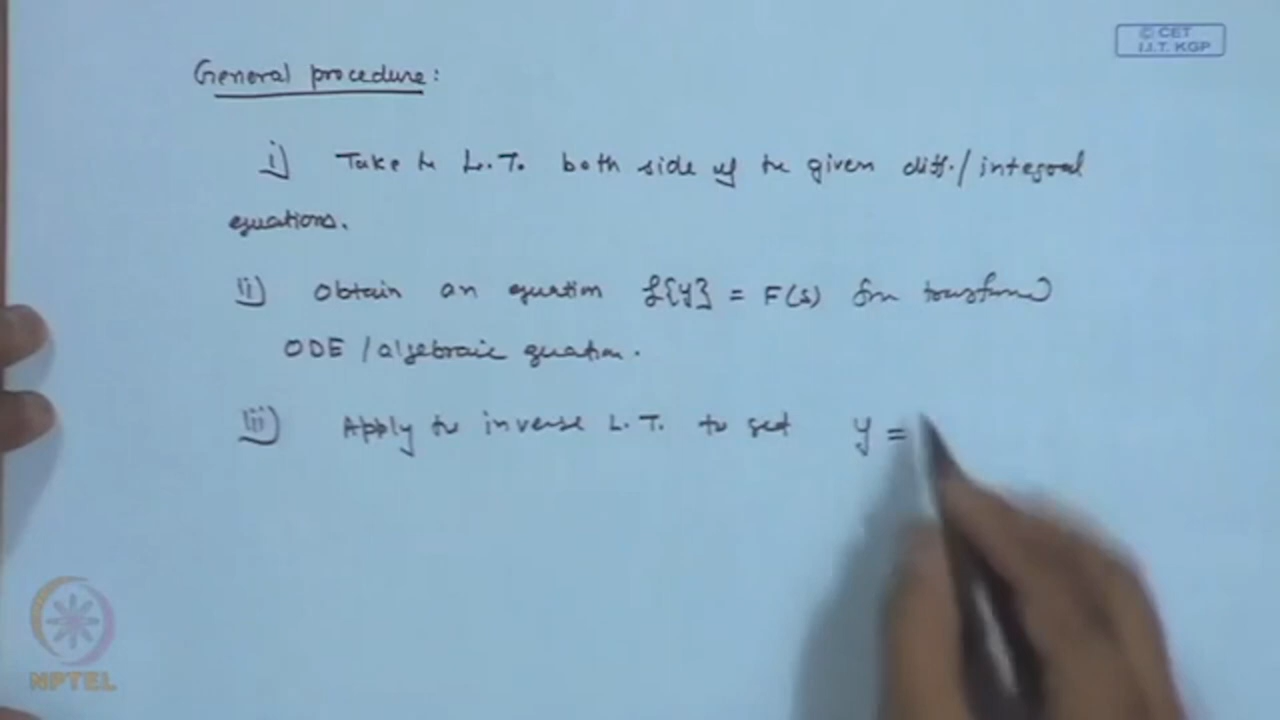 © CET
I.I.T. KGP
General procedure:
i) Take the L.T. both side of the given diff./integral
equations.
ii) Obtain an equation L{y} = F(s) from transformed
ODE / algebraic equation.
iii) Apply the inverse L.T. to get y =
NPTEL